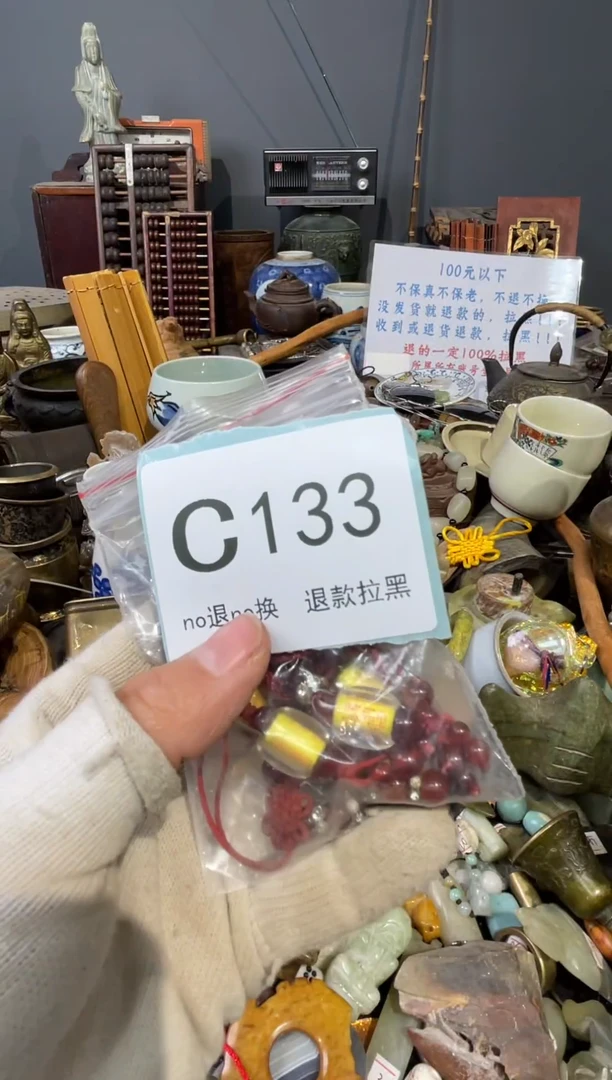 100元以下
不保真不保老，不退不换
没发货就退款的，拉
收到或退货退款，拉黑！！
退的一定100%拉黑
C133
no退no换 退款拉黑